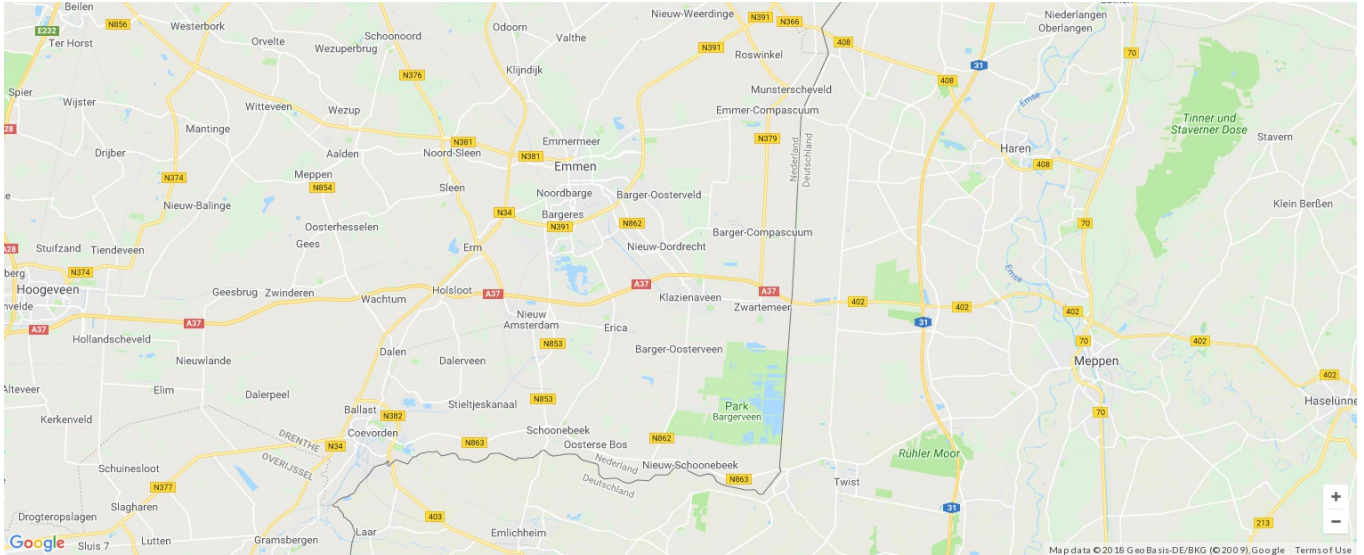 Beilen
Nieuw-Weerdinge
N391
N366
Niederlangen
Oberlangen
N856
Westerbork
Odoorn
E232
Ter Horst
Orvelte
Schoonoord
Valthe
Wezuperbrug
N391
Roswinkel
408
70
Klijndijk
N376
31
408
Spier
Munsterscheveld
Wijster
Witteveen
Wezup
Emmer-Compascuum
Emse
Tinner und
Staverner Dose
28
Mantinge
N381
Emmermeer
N379
Stavern
Haren
Drijber
Aalden
Noord-Sleen
N381
Emmen
Nederland
Deutschland
408
N374
Meppen
N854
Sleen
Noordbarge
Barger-Oosterveld
Nieuw-Balinge
N34
Bargeres
Klein Berßen
Oosterhesselen
N391
N862
70
Barger-Compascuum
A28
Stuifzand
Tiendeveen
Gees
Erm
Nieuw-Dordrecht
berg
N374
Emse
Hoogeveen
Geesbrug
Zwinderen
Wachtum
Holsloot
A37
A37
A37
Klazienaveen
Zwartemeer
402
402
402
nvelde
A37
A37
Nieuw
Amsterdam
Erica
31
Hollandscheveld
N853
Barger-Oosterveen
70
402
Nieuwlande
Dalen
Dalerveen
Meppen
402
Alteveer
Elim
Dalerpeel
Stieltjeskanaal
N853
Park
Bargerveen
Haselünne
Kerkenveld
Ballast
N382
70
Coevorden
Schoonebeek
DRENTHE
N34
N863
Oosterse Bos
N862
OVERIJSSEL
Nederland
Deutschland
Nieuw-Schoonebeek
Rühler Moor
Schuinesloot
N863
Twist
N377
Slagharen
31
Drogteropslagen
403
213
Laar
Emlichheim
Google
Sluis 7
Lutten
Gramsbergen
+
−
Map data ©2018 GeoBasis-DE/BKG (©2009), Google
Terms of Use